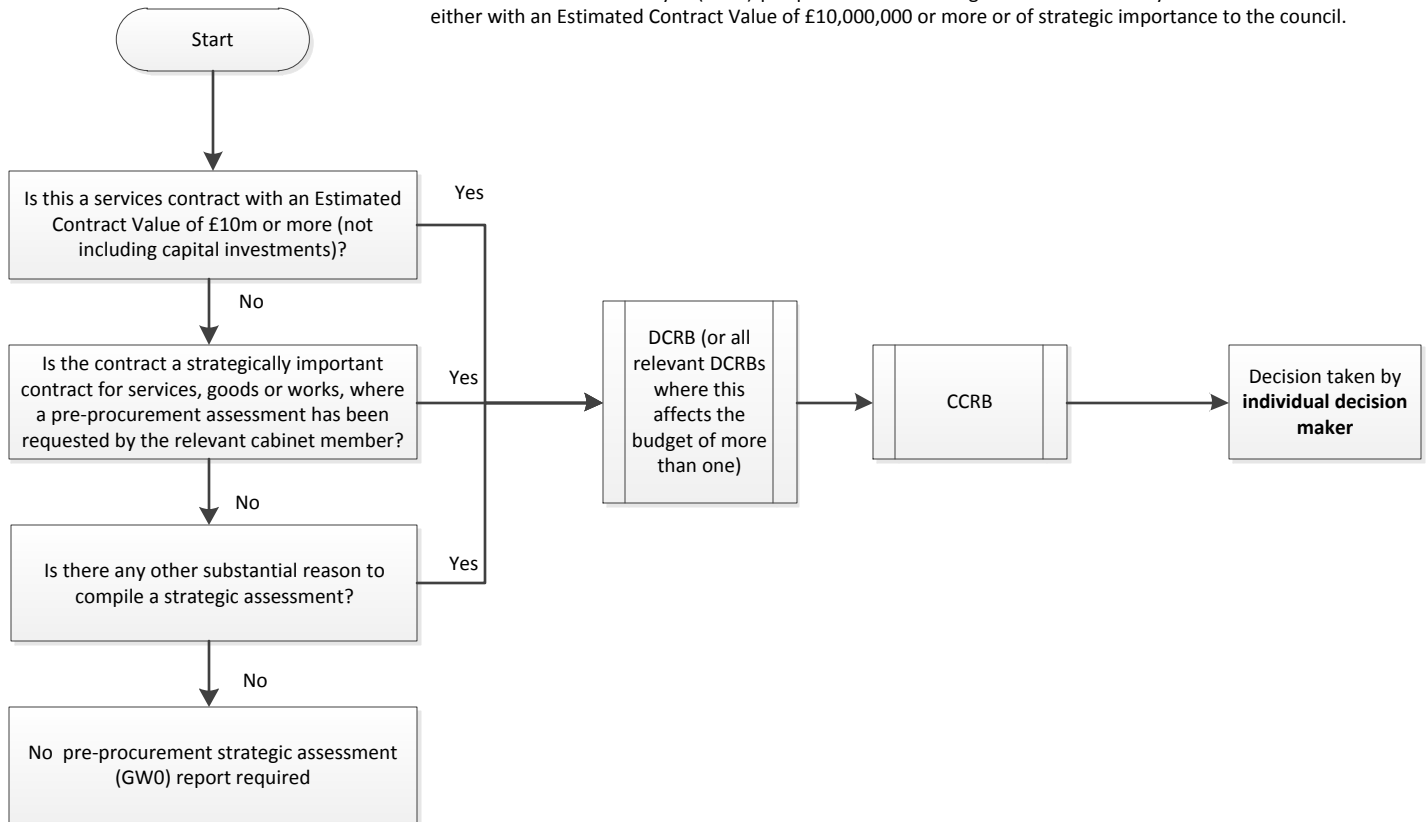 either with an Estimated Contract Value of £10,000,000 or more or of strategic importance to the council.
Start
Is this a services contract with an Estimated
Contract Value of £10m or more (not
including capital investments)?
Yes
No
Is the contract a strategically important
contract for services, goods or works, where
a pre-procurement assessment has been
requested by the relevant cabinet member?
Yes
No
Is there any other substantial reason to
compile a strategic assessment?
Yes
No
No pre-procurement strategic assessment
(GW0) report required
DCRB (or all
relevant DCRBs
where this
affects the
budget of more
than one)
CCRB
Decision taken by
individual decision
maker